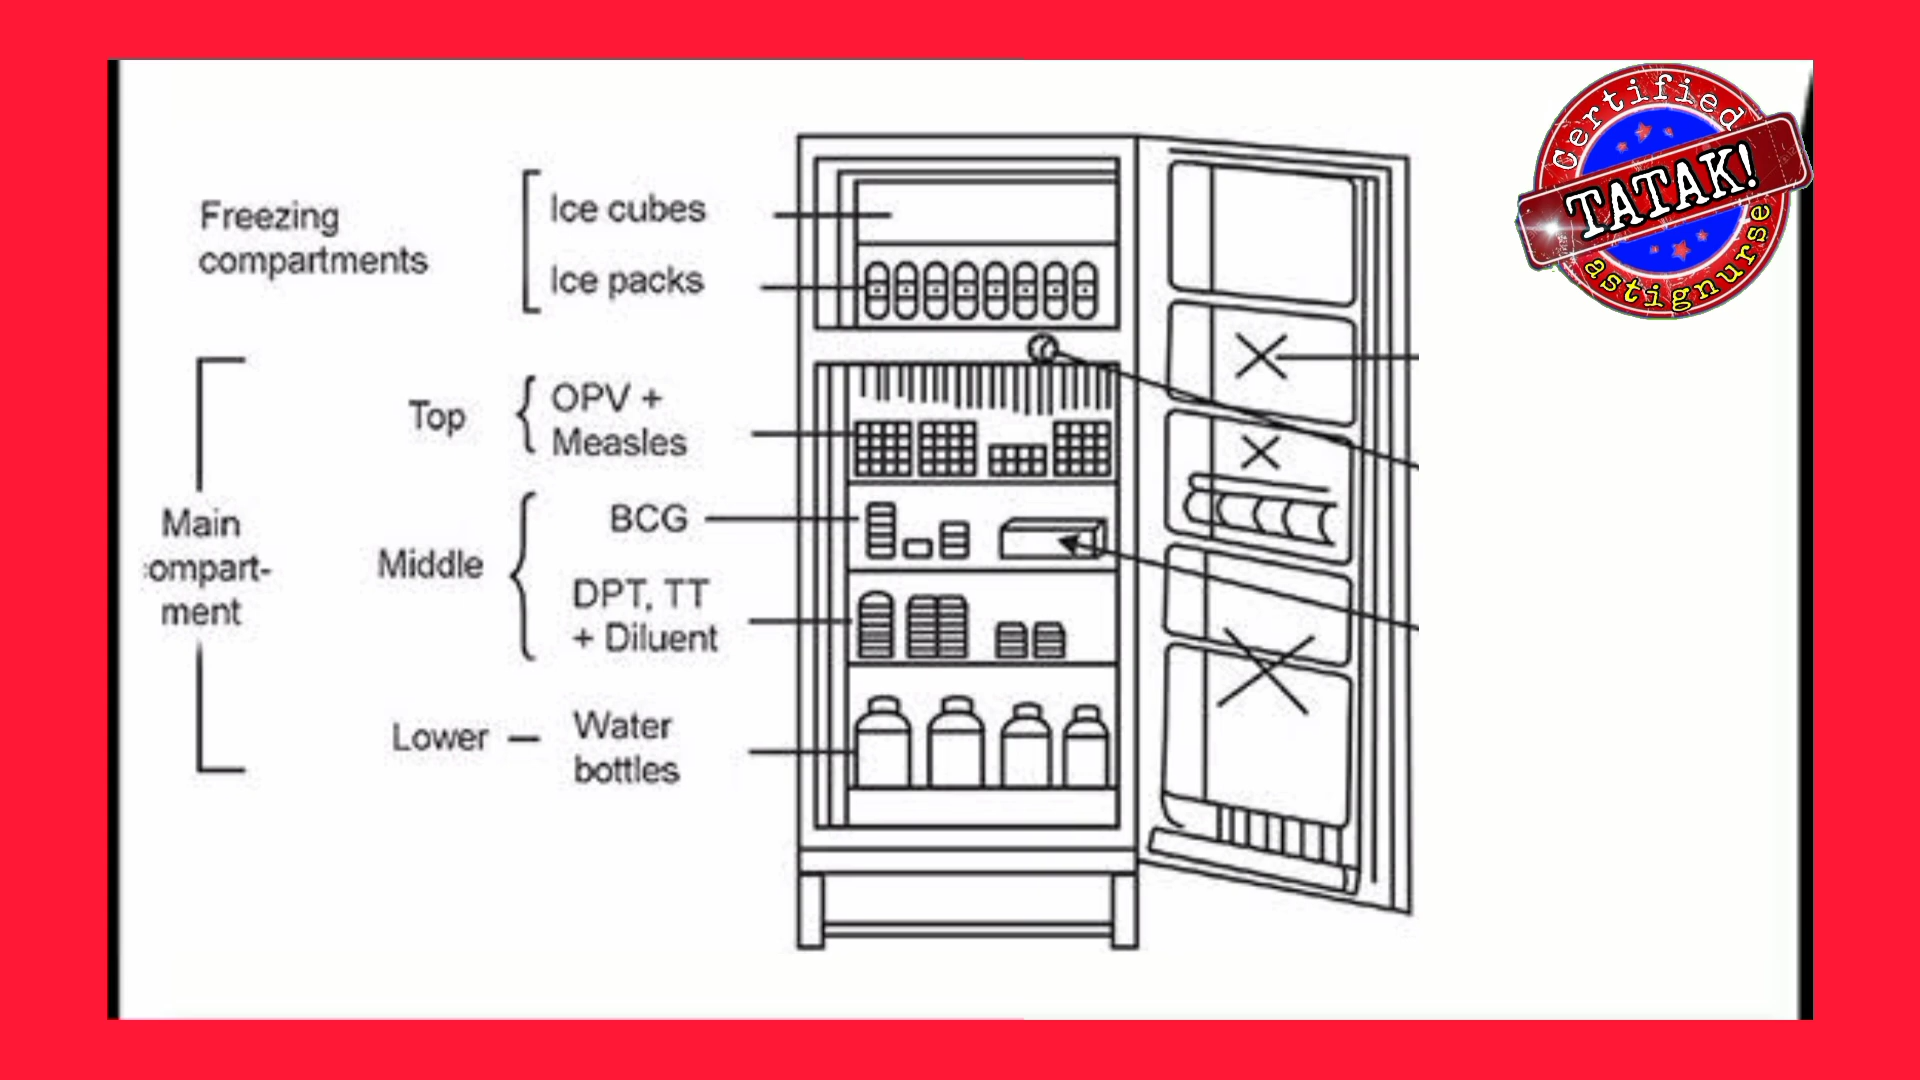 Certified
TATAK!
astignurse
Freezing
compartments
Ice cubes
Ice packs
Top
OPV +
Measles
Main
ompart-
ment
Middle
BCG
DPT, TT
+ Diluent
Lower
Water
bottles